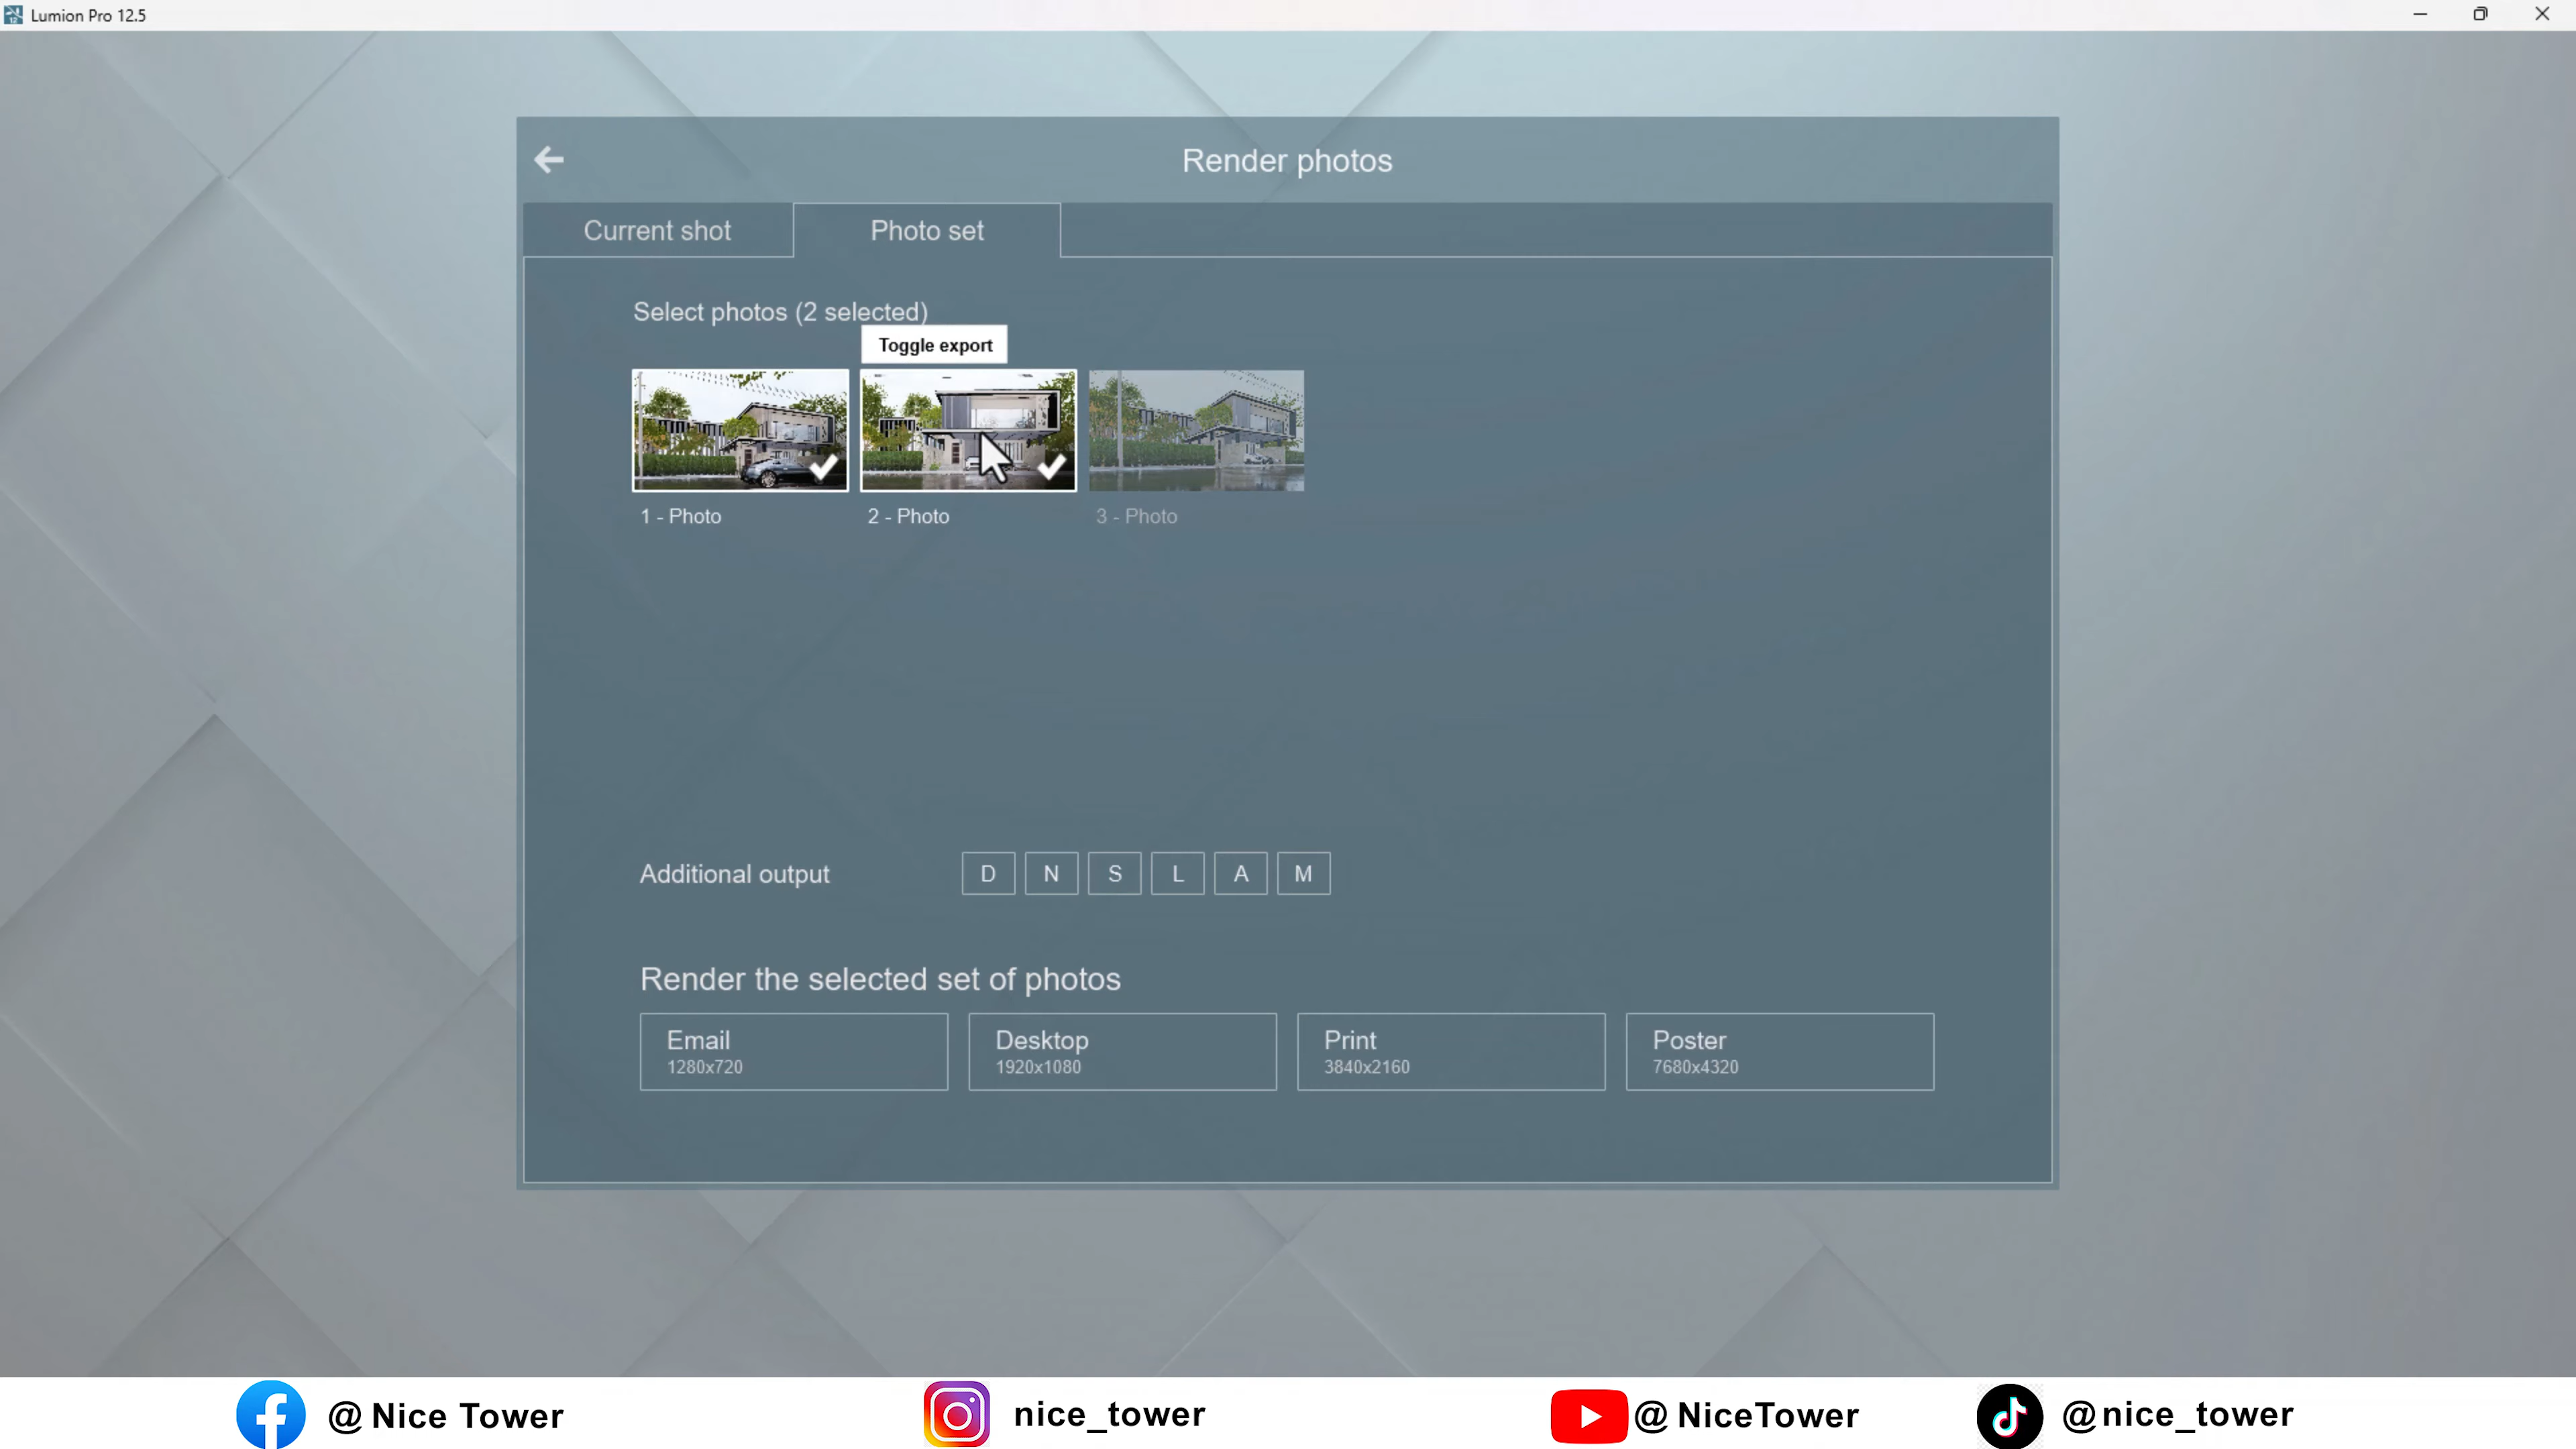 Lumion Pro 12.5
Render photos
Current shot
Photo set
Select photos (2 selected)
Toggle export
1 - Photo
2 - Photo
3 - Photo
Additional output
D N S L A M
Render the selected set of photos
Email
1280x720
Desktop
1920x1080
Print
3840x2160
Poster
7680x4320
@ Nice Tower
nice_tower
@ NiceTower
@nice_tower